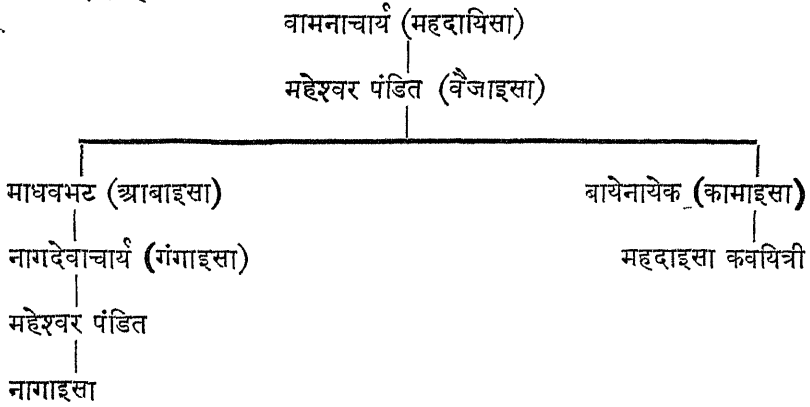 वामनाचार्य (महदायिसा)
महेश्वर पंडित (वैजाइसा)
माधवभट (आबाइसा) बायेनायेक (कामाइसा)
नागदेवाचार्य (गंगाइसा) महदाइसा कवयित्री
महेश्वर पंडित
नागाइसा